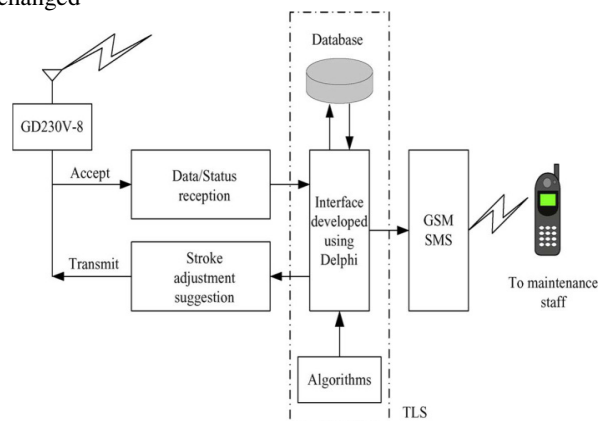 changed
Database
GD230V-8
Accept
Data/Status
reception
Interface
developed
using
Delphi
GSM
SMS
Transmit
Stroke
adjustment
suggestion
To maintenance
staff
Algorithms
TLS